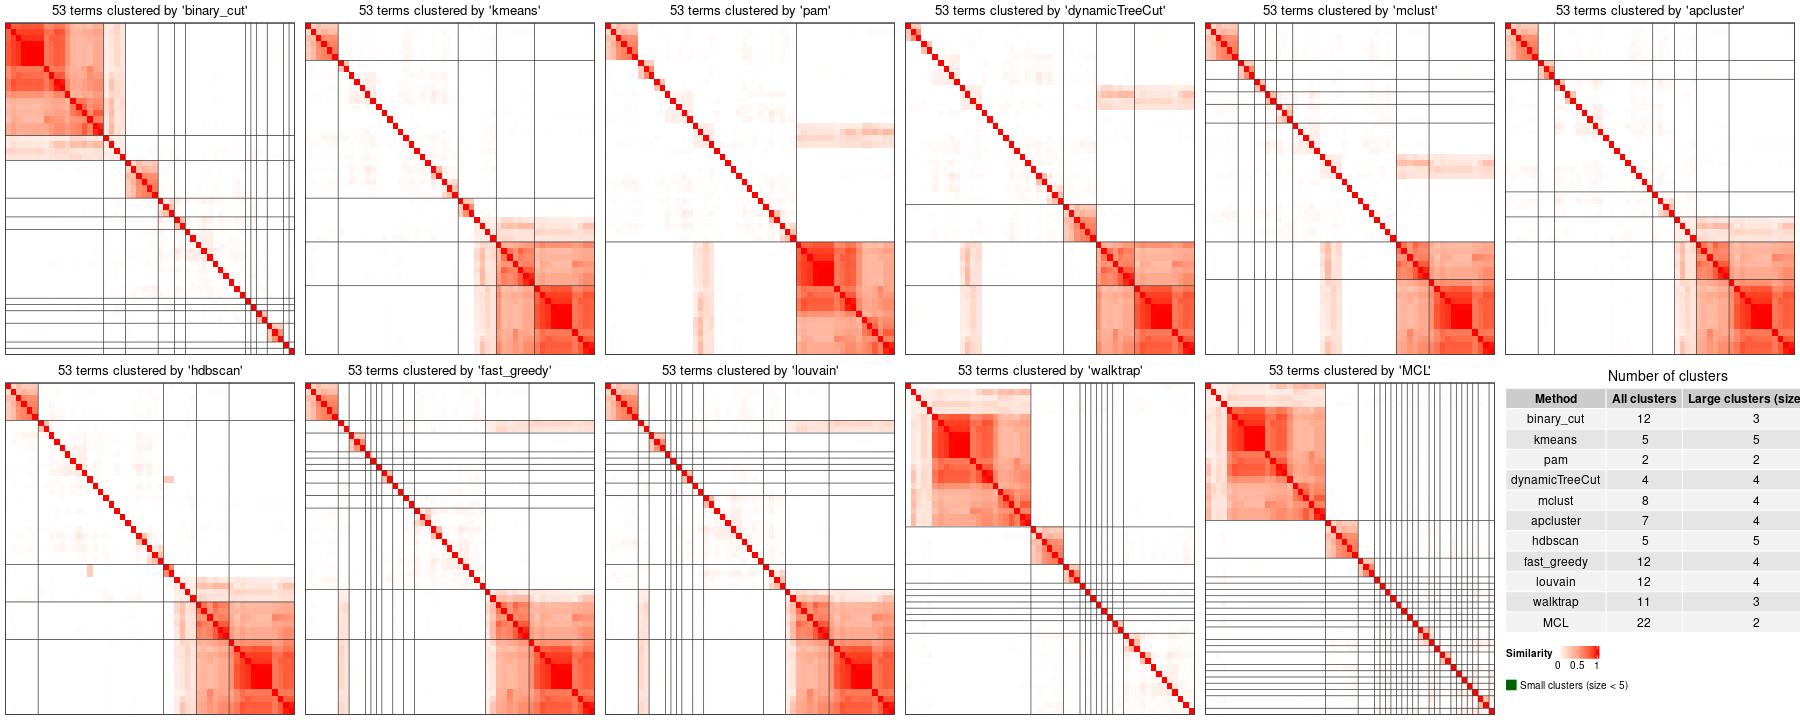 53 terms clustered by 'binary_cut'
53 terms clustered by 'kmeans'
53 terms clustered by 'pam'
53 terms clustered by 'dynamicTreeCut'
53 terms clustered by 'mclust'
53 terms clustered by 'apcluster'
53 terms clustered by 'hdbscan'
53 terms clustered by 'fast_greedy'
53 terms clustered by 'louvain'
53 terms clustered by 'walktrap'
53 terms clustered by 'MCL'
Number of clusters
Method All clusters Large clusters (size
binary_cut 12 3
kmeans 5 5
pam 2 2
dynamicTreeCut 4 4
mclust 8 4
apcluster 7 4
hdbscan 5 5
fast_greedy 12 4
louvain 12 4
walktrap 11 3
MCL 22 2
Similarity
0 0.5 1
Small clusters (size < 5)